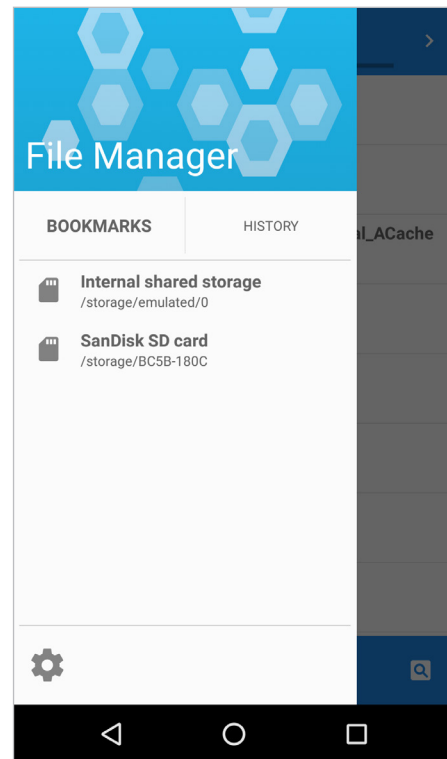 File Manager
BOOKMARKS
HISTORY
Internal shared storage
/storage/emulated/0
SanDisk SD card
/storage/BC5B-180C